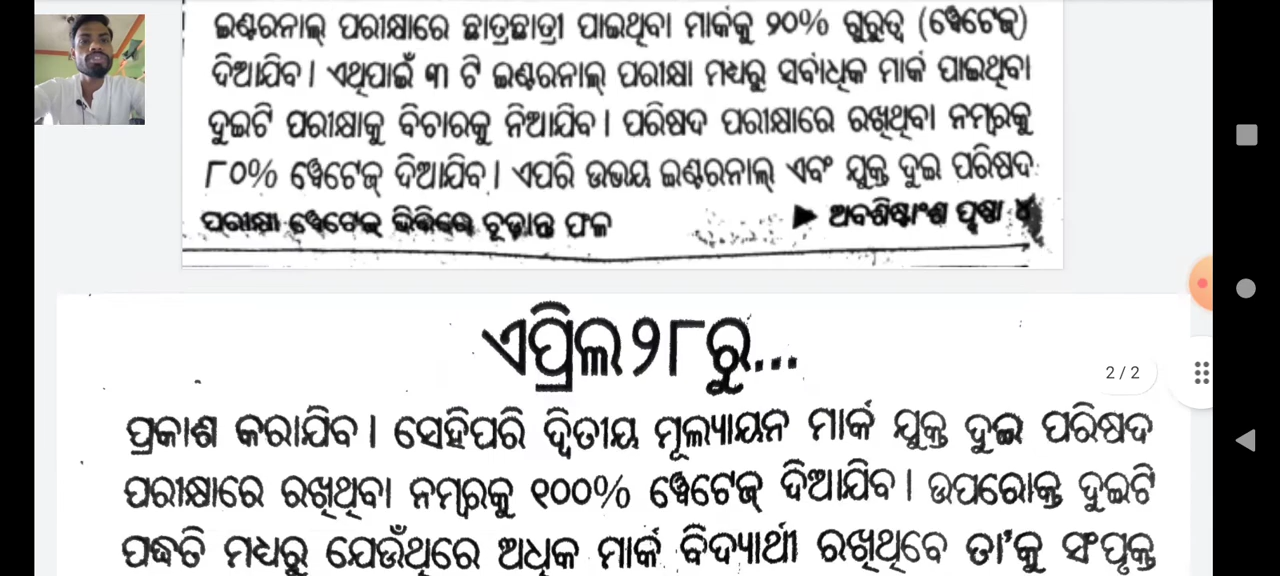 ଇଣ୍ଟରନାଲ୍ ପରୀକ୍ଷାରେ ଛାତ୍ରଛାତ୍ରୀ ପାଇଥିବା ମାର୍କକୁ ୨୦% ଗୁରୁତ୍ୱ (ୱେଟେଜ୍)
ଦିଆଯିବ। ଏଥିପାଇଁ ୩ ଟି ଇଣ୍ଟରନାଲ୍ ପରୀକ୍ଷା ମଧ୍ୟରୁ ସର୍ବାଧିକ ମାର୍କ ପାଇଥିବା
ଦୁଇଟି ପରୀକ୍ଷାକୁ ବିଚାରକୁ ନିଆଯିବ। ପରିଷଦ ପରୀକ୍ଷାରେ ରଖିଥିବା ନମ୍ବରକୁ
୮୦% ୱେଟେଜ୍ ଦିଆଯିବ। ଏପରି ଉଭୟ ଇଣ୍ଟରନାଲ୍ ଏବଂ ଯୁକ୍ତ ଦୁଇ ପରିଷଦ
ପରୀକ୍ଷା ୱେଟେଜ୍ ଭିତ୍ତିରେ ଚୂଡ଼ାନ୍ତ ଫଳ
▶ ଅବଶିଷ୍ଟାଂଶ ପୃଷ୍ଠା
ଏପ୍ରିଲ ୨୮ରୁ...
2 / 2
ପ୍ରକାଶ କରାଯିବ। ସେହିପରି ଦ୍ୱିତୀୟ ମୂଲ୍ୟାୟନ ମାର୍କ ଯୁକ୍ତ ଦୁଇ ପରିଷଦ
ପରୀକ୍ଷାରେ ରଖିଥିବା ନମ୍ବରକୁ ୧୦୦% ୱେଟେଜ୍ ଦିଆଯିବ। ଉପରୋକ୍ତ ଦୁଇଟି
ପଦ୍ଧତି ମଧ୍ୟରୁ ଯେଉଁଥିରେ ଅଧିକ ମାର୍କ ବିଦ୍ୟାର୍ଥୀ ରଖିଥିବେ ତା'କୁ ସଂପୃକ୍ତ